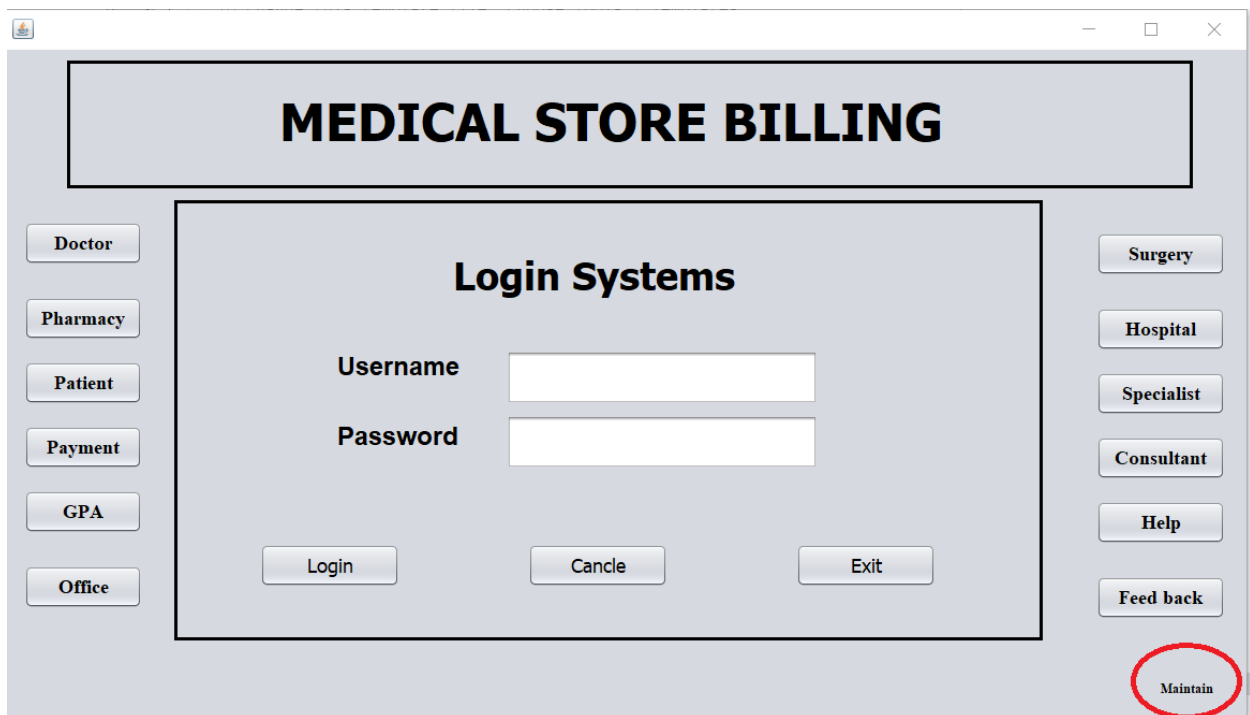 MEDICAL STORE BILLING
Doctor
Pharmacy
Patient
Payment
GPA
Office
Login Systems
Username
Password
Login Cancle Exit
Surgery
Hospital
Specialist
Consultant
Help
Feed back
Maintain